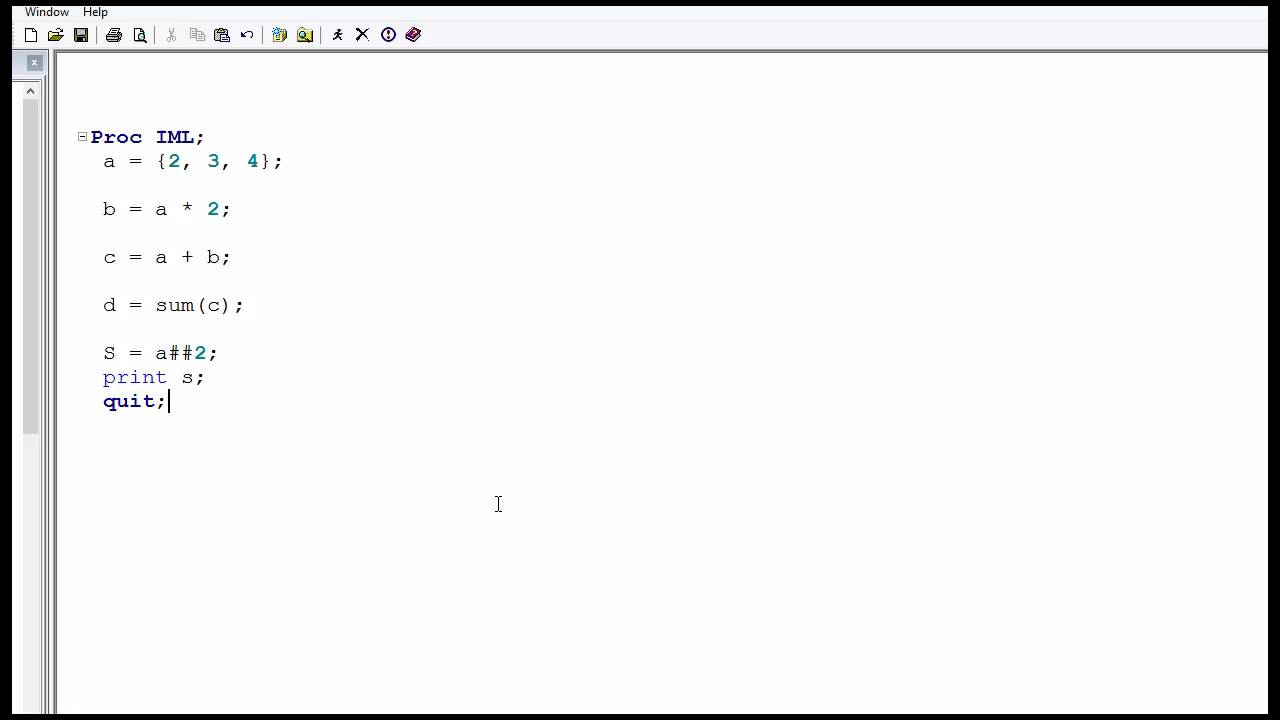 Window Help
Proc IML;
a = {2, 3, 4};
b = a * 2;
c = a + b;
d = sum(c);
S = a##2;
print s;
quit;